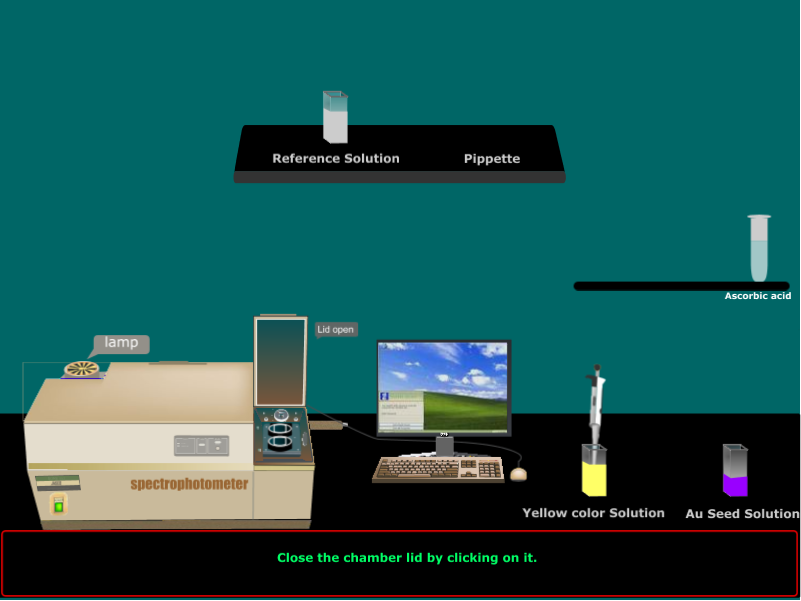 Reference Solution
Pippette
Ascorbic acid
Lid open
lamp
spectrophotometer
Yellow color Solution
Au Seed Solution
Close the chamber lid by clicking on it.